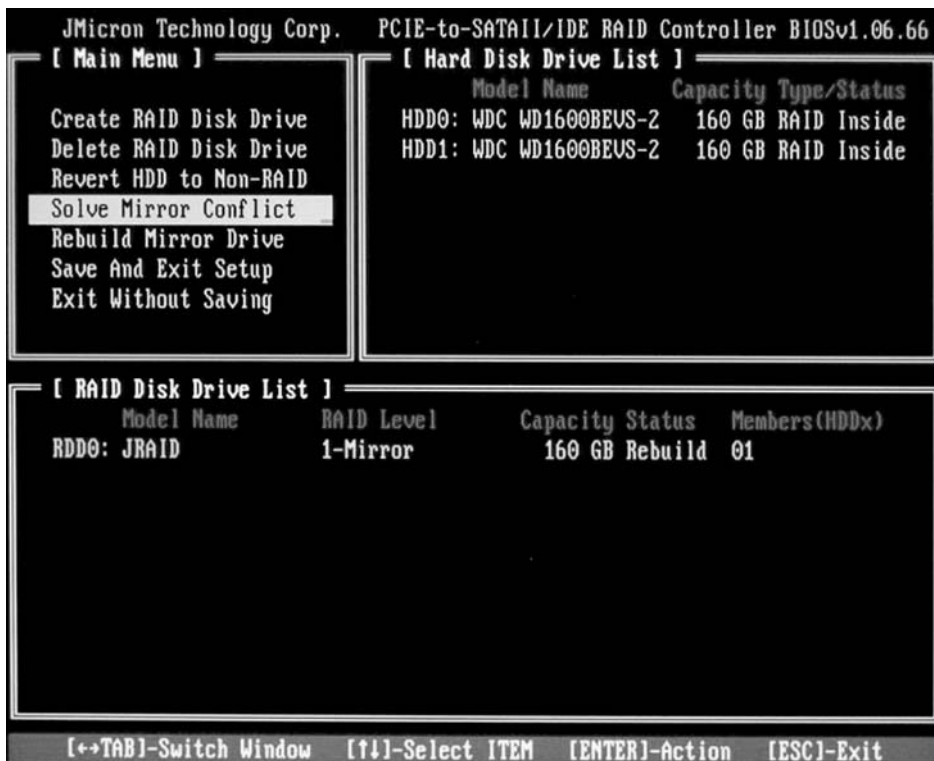 JMicron Technology Corp. PCIE-to-SATAII/IDE RAID Controller BIOSv1.06.66
[ Main Menu ]
Create RAID Disk Drive
Delete RAID Disk Drive
Revert HDD to Non-RAID
Solve Mirror Conflict
Rebuild Mirror Drive
Save And Exit Setup
Exit Without Saving
[ Hard Disk Drive List ]
Model Name Capacity Type/Status
HDD0: WDC WD1600BEVS-2 160 GB RAID Inside
HDD1: WDC WD1600BEVS-2 160 GB RAID Inside
[ RAID Disk Drive List ]
Model Name RAID Level Capacity Status Members(HDDx)
RDD0: JRAID 1-Mirror 160 GB Rebuild 01
[↔TAB]-Switch Window [↑↓]-Select ITEM [ENTER]-Action [ESC]-Exit